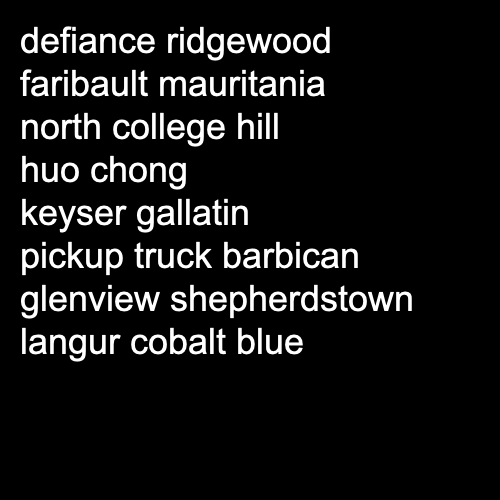 defiance ridgewood
faribault mauritania
north college hill
huo chong
keyser gallatin
pickup truck barbican
glenview shepherdstown
langur cobalt blue